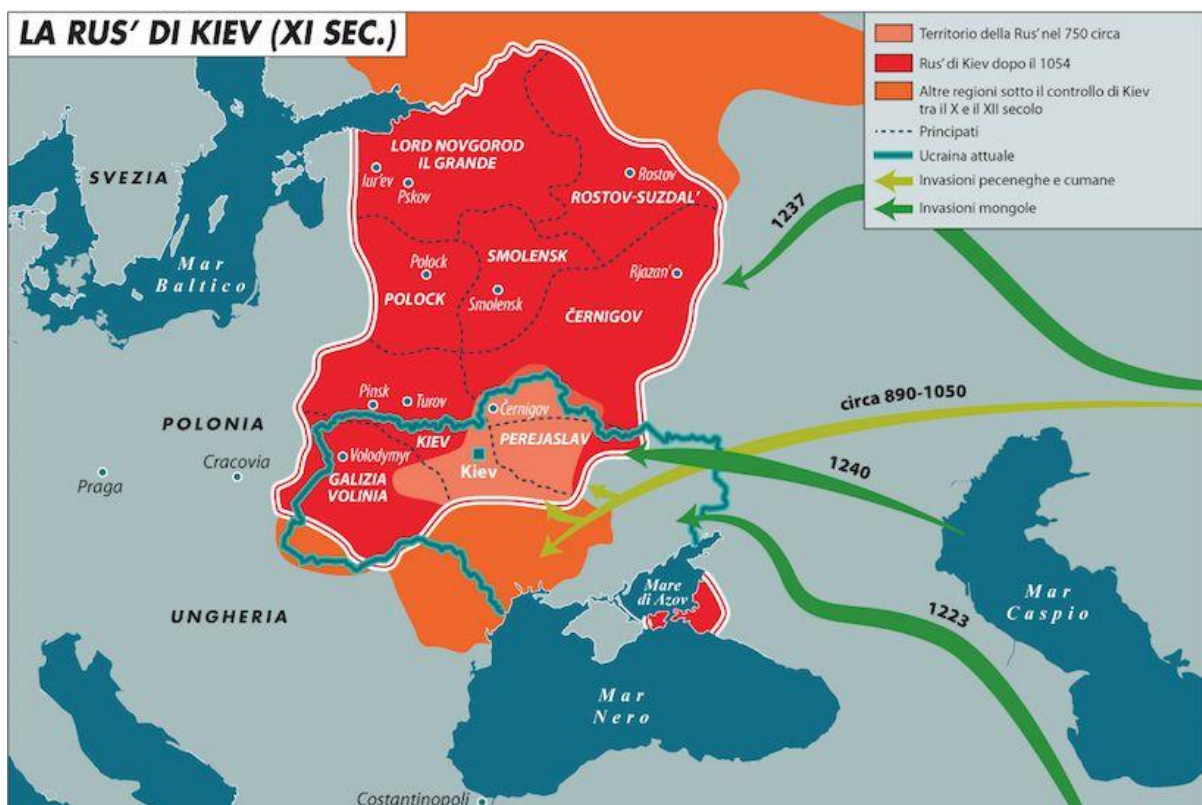 LA RUS' DI KIEV (XI SEC.)
Territorio della Rus' nel 750 circa
Rus' di Kiev dopo il 1054
Altre regioni sotto il controllo di Kiev
tra il X e il XII secolo
Principati
Ucraina attuale
Invasioni peceneghe e cumane
Invasioni mongole
SVEZIA
Mar
Baltico
LORD NOVGOROD
IL GRANDE
Iur'ev
Pskov
Rostov
ROSTOV-SUZDAL'
1237
SMOLENSK
Polock
POLOCK
Smolensk
Rjazan'
ČERNIGOV
POLONIA
Praga
Cracovia
Pinsk
Turov
Černigov
KIEV
PEREJASLAV
Kiev
Volodymyr
GALIZIA
VOLINIA
circa 890-1050
1240
UNGHERIA
Mare
di Azov
Mar
Caspio
1223
Mar
Nero
Costantinopoli